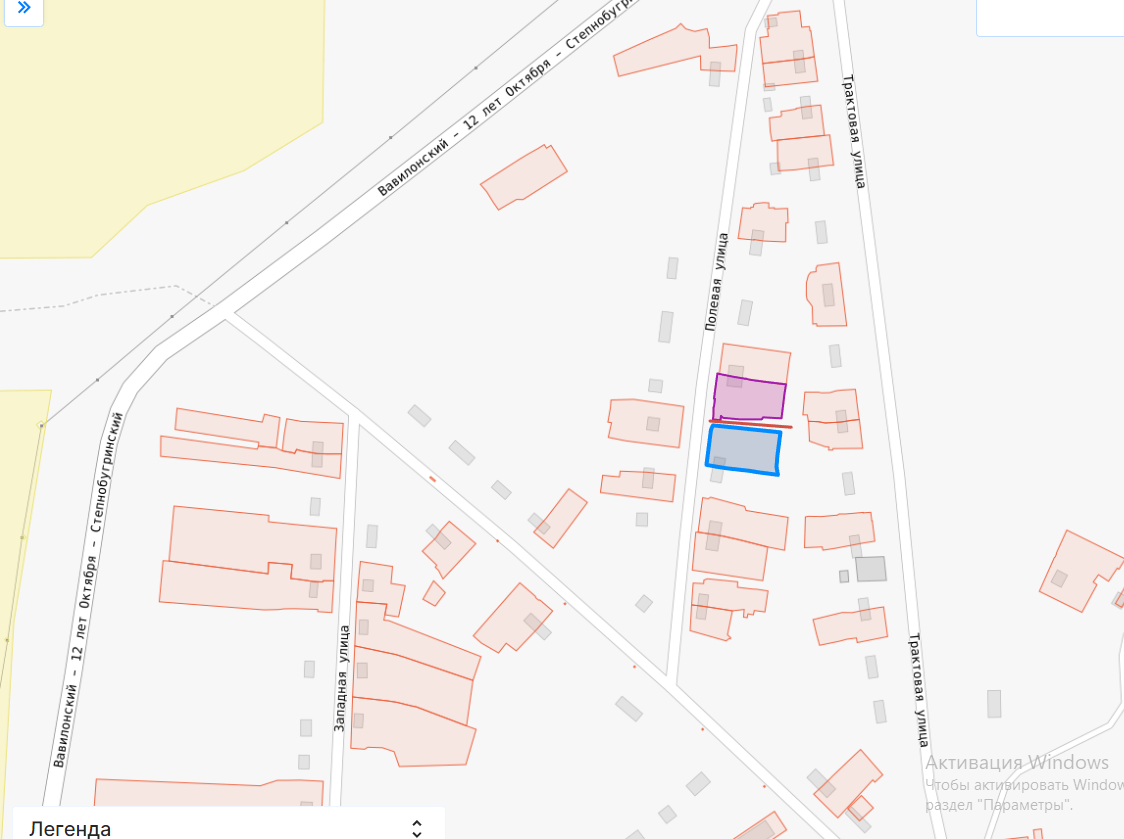 Вавилонский - 12 лет Октября - Степнобугри
Трактовая улица
Полевая улица
Вавилонский - 12 лет Октября - Степнобугринский
Западная улица
Трактовая улица
Активация Windows
Чтобы активировать Window
раздел "Параметры".
Легенда